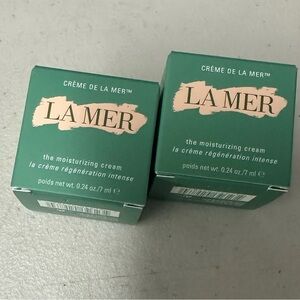 CRÈME DE LA MER™
LA MER
the moisturizing cream
la crème régénération intense
poids net wt. 0.24 oz./7 ml ℮
CRÈME DE LA MER™
LA MER
the moisturizing cream
la crème régénération intense
poids net wt. 0.24 oz./7 ml ℮